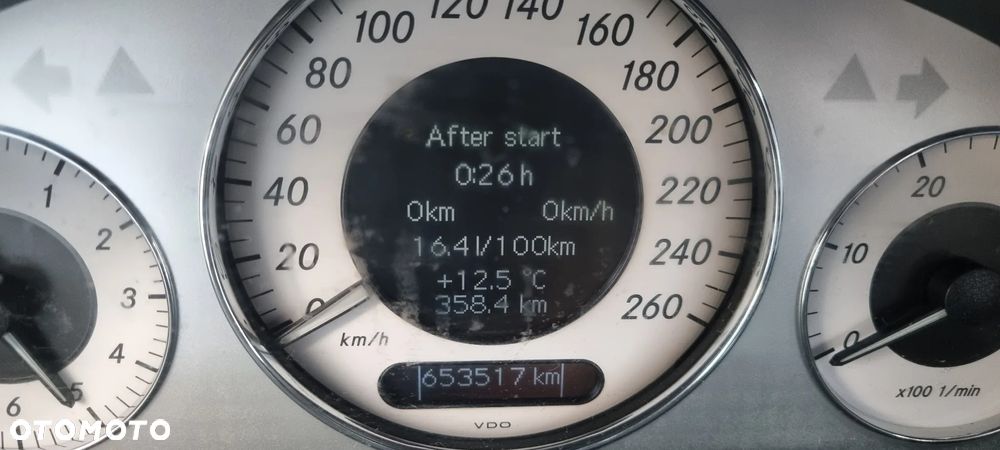 100 120 140 160
80 180
60 200
40 220
20 240
0 260
After start
0:26h
0km 0km/h
16.4l/100km
+12.5 °C
358.4 km
km/h
653517 km
VDO
1
2
3
4
5
6
20
10
0
x100 1/min
OTOMOTO